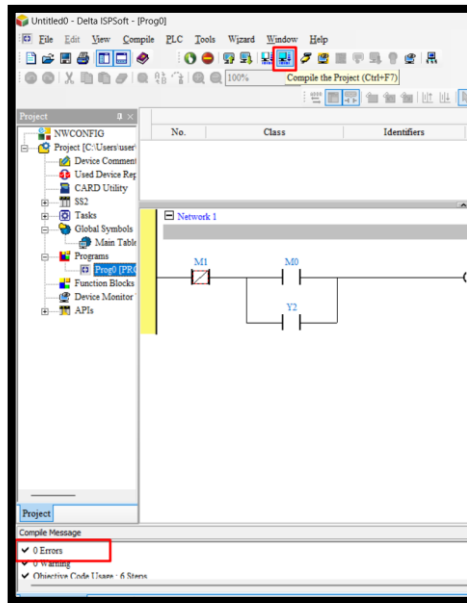 Untitled0 - Delta ISPSoft - [Prog0]
File Edit View Compile PLC Tools Wizard Window Help
100%
Compile the Project (Ctrl+F7)
Project
NWCONFIG
Project [C:\Users\user
Device Comment
Used Device Rep
CARD Utility
SS2
Tasks
Global Symbols
Main Table
Programs
Prog0 [PRG
Function Blocks
Device Monitor
APIs
Project
No. Class Identifiers
Network 1
M1 M0
Y2
Compile Message
0 Errors
0 Warning
Objective Code Usage : 6 Steps